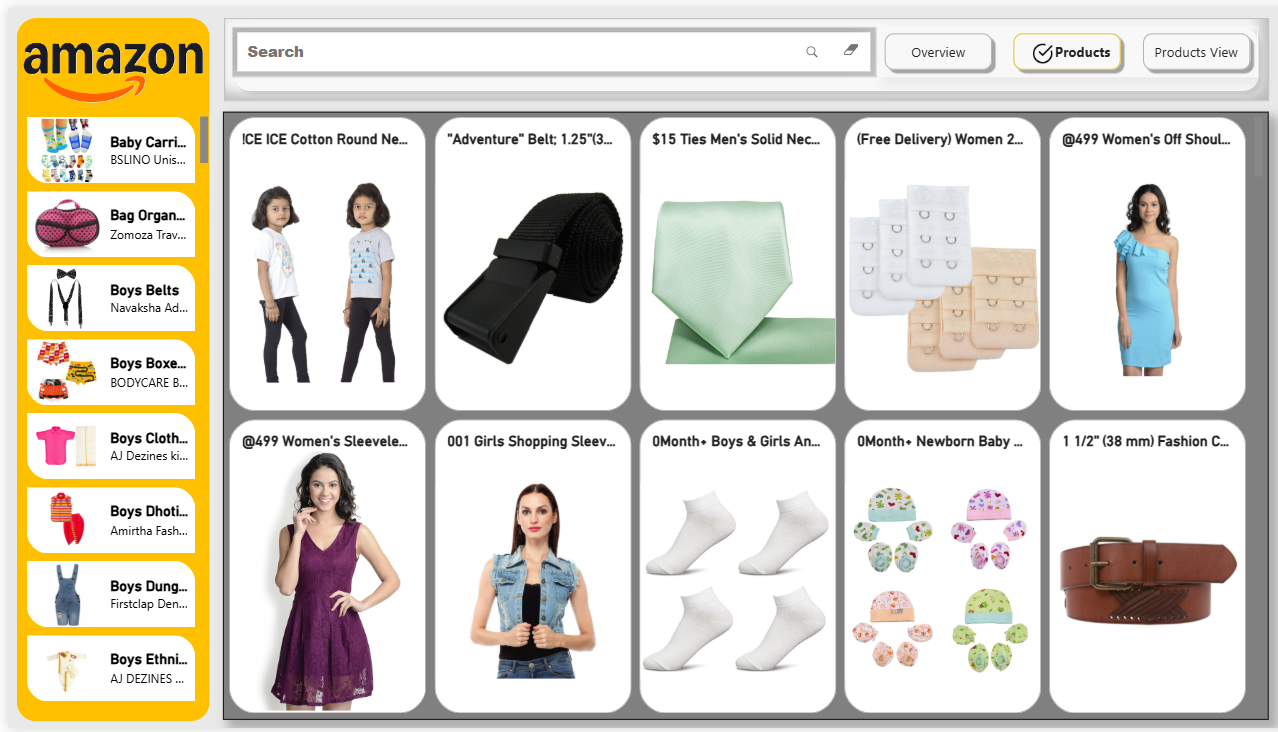 amazon
Search
Overview
Products
Products View
Baby Carri...
BSLINO Unis...
Bag Organ...
Zomoza Trav...
Boys Belts
Navaksha Ad...
Boys Boxe...
BODYCARE B...
Boys Cloth...
AJ Dezines ki...
Boys Dhoti...
Amirtha Fash...
Boys Dung...
Firstclap Den...
Boys Ethni...
AJ DEZINES ...
!CE ICE Cotton Round Ne...
"Adventure" Belt; 1.25"(3...
$15 Ties Men's Solid Nec...
(Free Delivery) Women 2...
@499 Women's Off Shoul...
@499 Women's Sleevele...
001 Girls Shopping Sleev...
0Month+ Boys & Girls An...
0Month+ Newborn Baby ...
1 1/2" (38 mm) Fashion C...